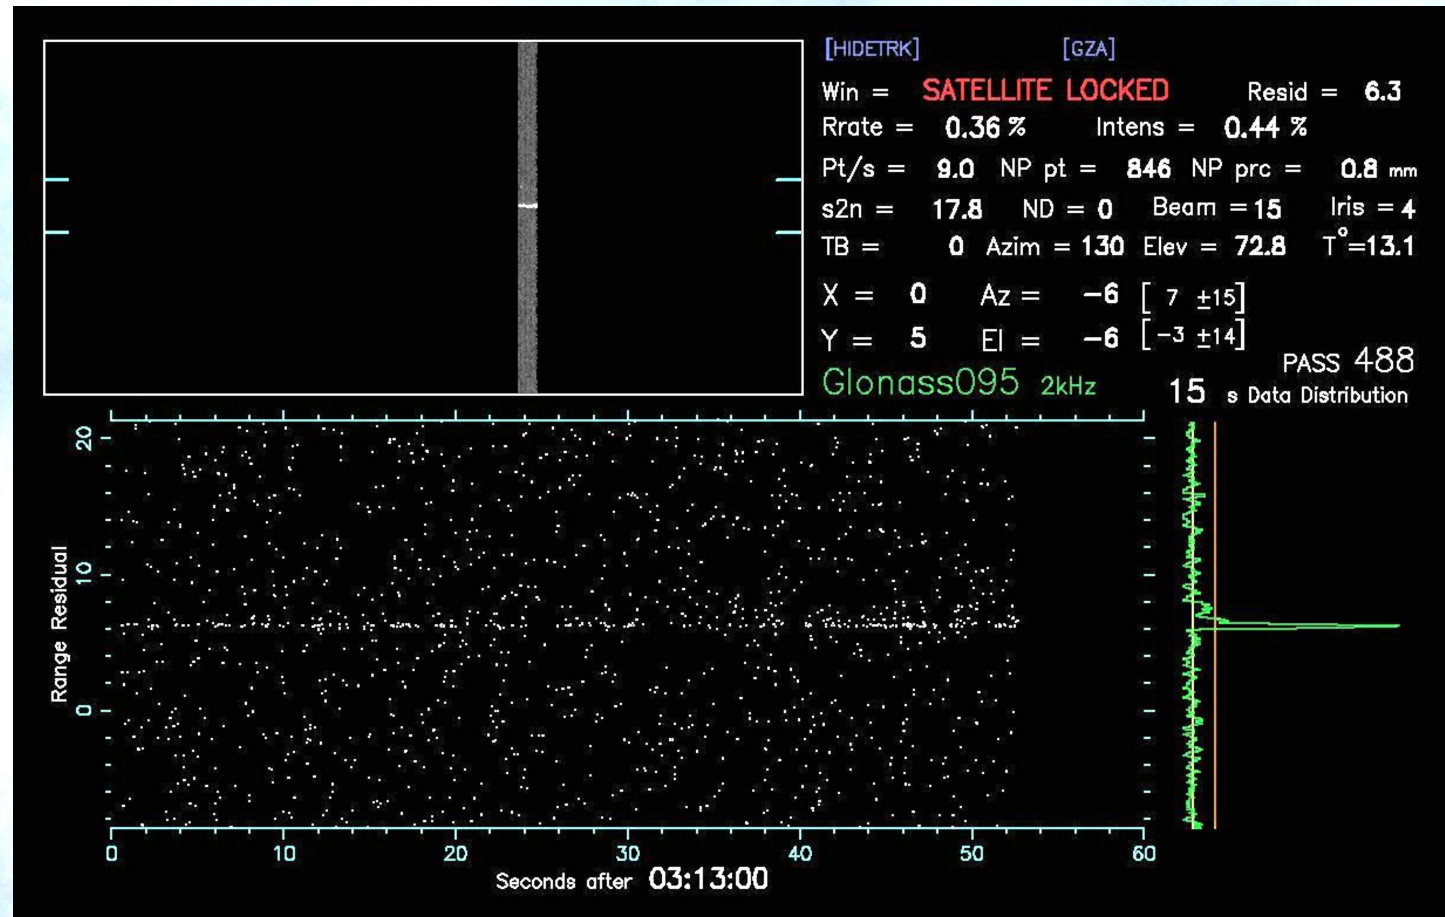 [HIDETRK] [GZA]
Win = SATELLITE LOCKED Resid = 6.3
Rrate = 0.36 % Intens = 0.44 %
Pt/s = 9.0 NP pt = 846 NP prc = 0.8 mm
s2n = 17.8 ND = 0 Beam = 15 Iris = 4
TB = 0 Azim = 130 Elev = 72.8 T°=13.1
X = 0 Az = -6 [ 7 ±15]
Y = 5 El = -6 [-3 ±14]
PASS 488
Glonass095 2kHz
15 s Data Distribution
20
10
0
Range Residual
0 10 20 30 40 50 60
Seconds after 03:13:00